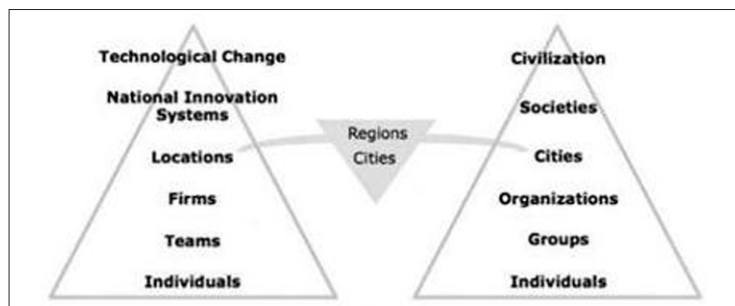 Technological Change
National Innovation
Systems
Locations
Firms
Teams
Individuals
Regions
Cities
Civilization
Societies
Cities
Organizations
Groups
Individuals